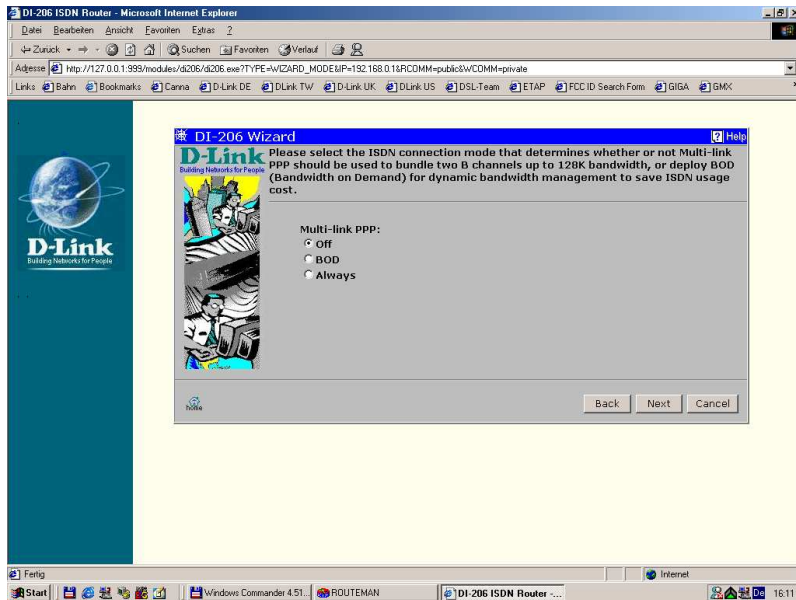 DI-206 ISDN Router - Microsoft Internet Explorer
Datei Bearbeiten Ansicht Favoriten Extras ?
Zurück Suchen Favoriten Verlauf
Adresse http://127.0.0.1:999/modules/di206/di206.exe?TYPE=WIZARD_MODE&IP=192.168.0.1&RCOMM=public&WCOMM=private
Links Bahn Bookmarks Canna D-Link DE DLink TW D-Link UK DLink US DSL-Team ETAP FCC ID Search Form GIGA GMX
DI-206 Wizard Help
D-Link
Building Networks for People
Please select the ISDN connection mode that determines whether or not Multi-link
PPP should be used to bundle two B channels up to 128K bandwidth, or deploy BOD
(Bandwidth on Demand) for dynamic bandwidth management to save ISDN usage
cost.
D-Link
Building Networks for People
Multi-link PPP:
Off
BOD
Always
home
Back Next Cancel
Fertig Internet
Start Windows Commander 4.51... ROUTEMAN DI-206 ISDN Router -... De 16:11